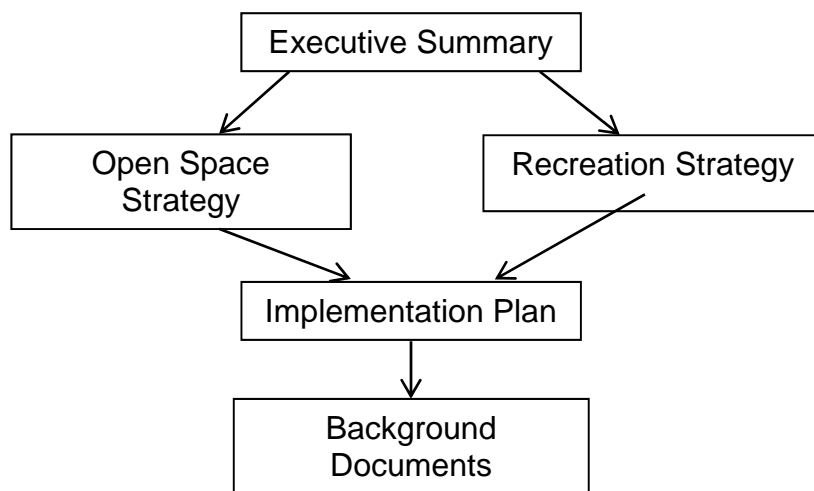 Executive Summary
Open Space
Strategy
Recreation Strategy
Implementation Plan
Background
Documents